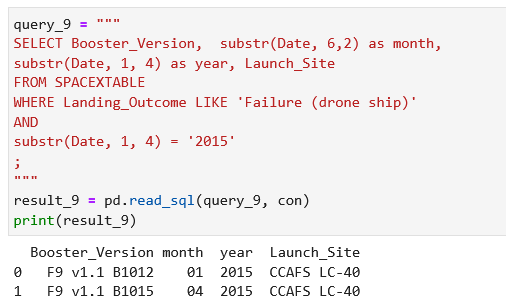 query_9 = """
SELECT Booster_Version,  substr(Date, 6,2) as month,
substr(Date, 1, 4) as year, Launch_Site
FROM SPACEXTABLE
WHERE Landing_Outcome LIKE 'Failure (drone ship)'
AND
substr(Date, 1, 4) = '2015'
;
"""
result_9 = pd.read_sql(query_9, con)
print(result_9)
  Booster_Version month  year  Launch_Site
0   F9 v1.1 B1012    01  2015  CCAFS LC-40
1   F9 v1.1 B1015    04  2015  CCAFS LC-40